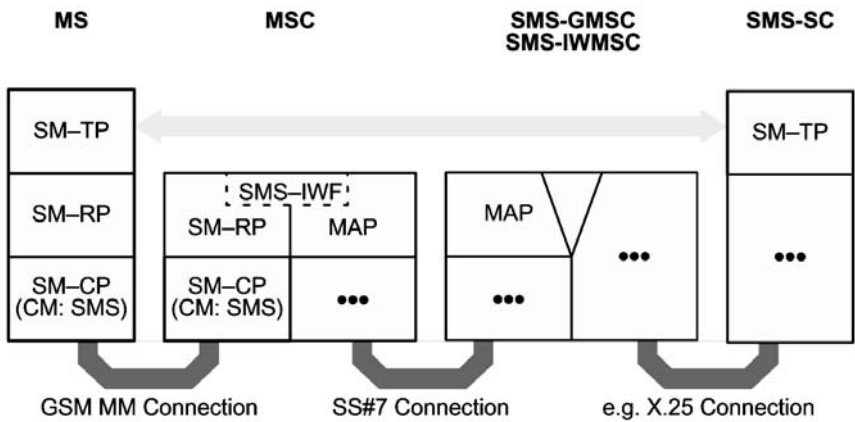 MS MSC SMS-GMSC SMS-SC
SMS-IWMSC
SM–TP SM–TP
SMS–IWF
SM–RP SM–RP MAP MAP
SM–CP SM–CP
(CM: SMS) (CM: SMS)
GSM MM Connection SS#7 Connection e.g. X.25 Connection